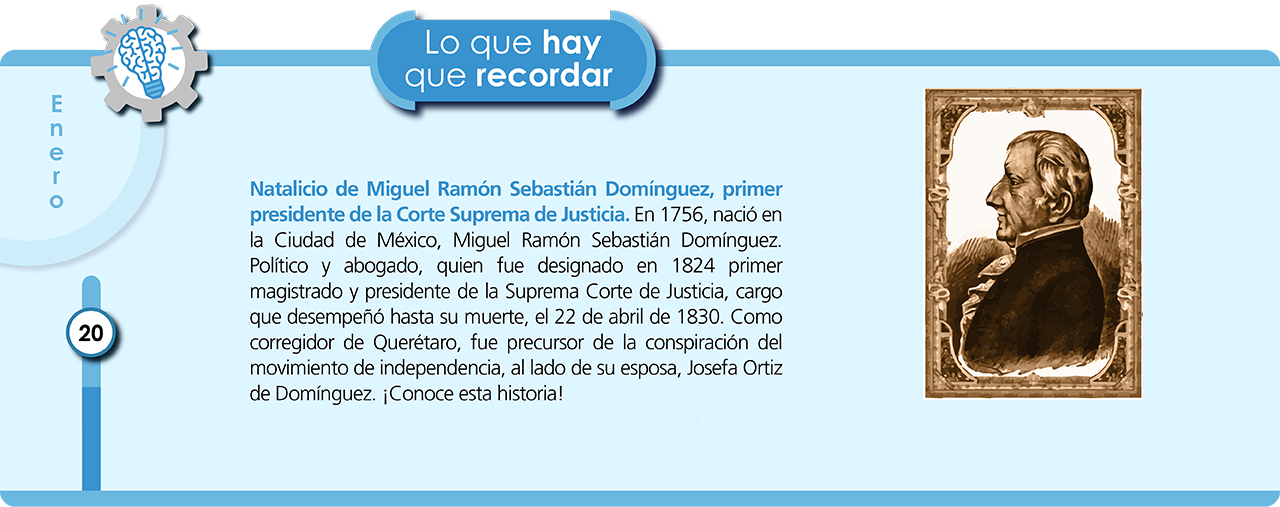 Lo que hay
que recordar
Enero
20
Natalicio de Miguel Ramón Sebastián Domínguez, primer
presidente de la Corte Suprema de Justicia. En 1756, nació en
la Ciudad de México, Miguel Ramón Sebastián Domínguez.
Político y abogado, quien fue designado en 1824 primer
magistrado y presidente de la Suprema Corte de Justicia, cargo
que desempeñó hasta su muerte, el 22 de abril de 1830. Como
corregidor de Querétaro, fue precursor de la conspiración del
movimiento de independencia, al lado de su esposa, Josefa Ortiz
de Domínguez. ¡Conoce esta historia!